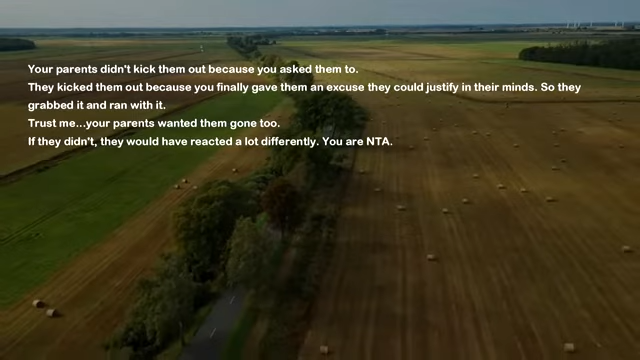 Your parents didn't kick them out because you asked them to.
They kicked them out because you finally gave them an excuse they could justify in their minds. So they
grabbed it and ran with it.
Trust me...your parents wanted them gone too.
If they didn't, they would have reacted a lot differently. You are NTA.